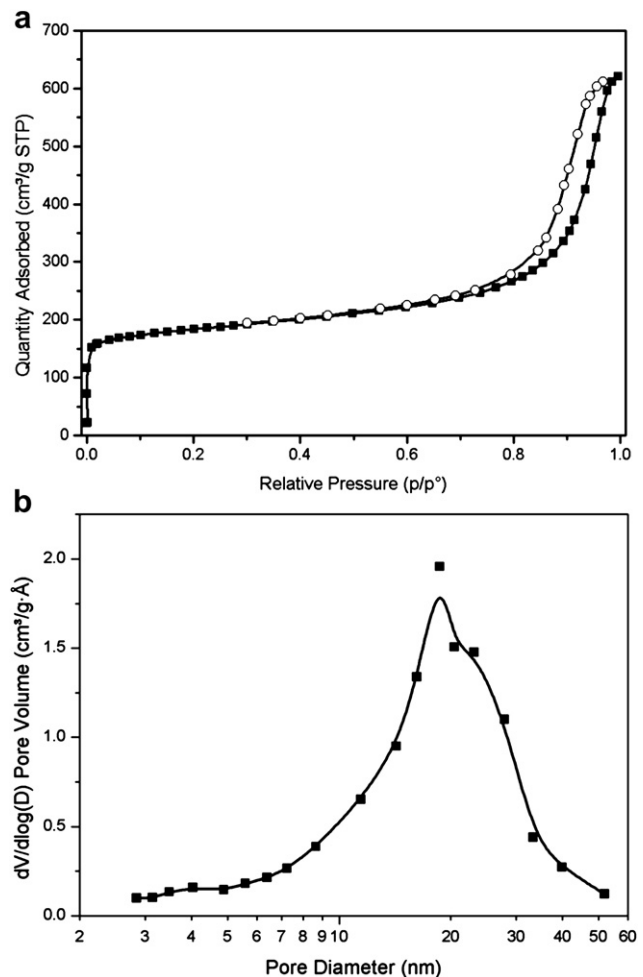 a
700
600
500
400
300
200
100
0
Quantity Adsorbed (cm³/g STP)
0.0 0.2 0.4 0.6 0.8 1.0
Relative Pressure (p/p°)
b
2.0
1.5
1.0
0.5
0.0
dV/dlog(D) Pore Volume (cm³/g·Å)
2 3 4 5 6 7 8 9 10 20 30 40 50 60
Pore Diameter (nm)